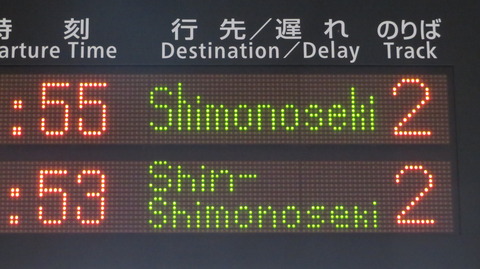 時刻 行先／遅れ のりば
arture Time Destination／Delay Track
:55 Shimonoseki 2
:53 Shin-
Shimonoseki 2